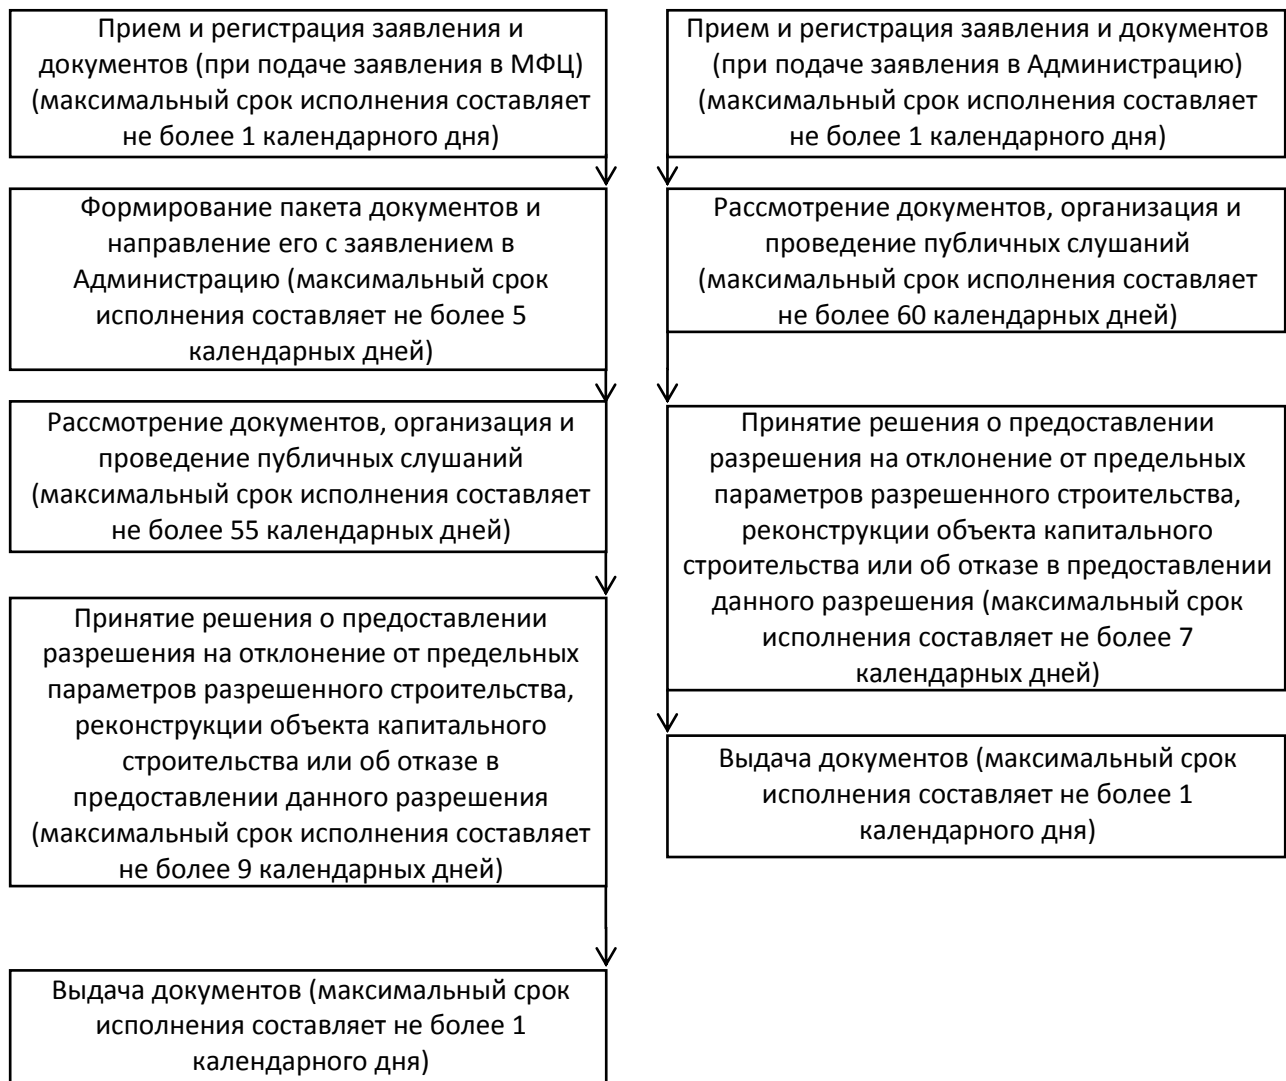 Прием и регистрация заявления и
документов (при подаче заявления в МФЦ)
(максимальный срок исполнения составляет
не более 1 календарного дня)
Формирование пакета документов и
направление его с заявлением в
Администрацию (максимальный срок
исполнения составляет не более 5
календарных дней)
Рассмотрение документов, организация и
проведение публичных слушаний
(максимальный срок исполнения составляет
не более 55 календарных дней)
Принятие решения о предоставлении
разрешения на отклонение от предельных
параметров разрешенного строительства,
реконструкции объекта капитального
строительства или об отказе в
предоставлении данного разрешения
(максимальный срок исполнения составляет
не более 9 календарных дней)
Выдача документов (максимальный срок
исполнения составляет не более 1
календарного дня)
Прием и регистрация заявления и документов
(при подаче заявления в Администрацию)
(максимальный срок исполнения составляет
не более 1 календарного дня)
Рассмотрение документов, организация и
проведение публичных слушаний
(максимальный срок исполнения составляет
не более 60 календарных дней)
Принятие решения о предоставлении
разрешения на отклонение от предельных
параметров разрешенного строительства,
реконструкции объекта капитального
строительства или об отказе в предоставлении
данного разрешения (максимальный срок
исполнения составляет не более 7
календарных дней)
Выдача документов (максимальный срок
исполнения составляет не более 1
календарного дня)